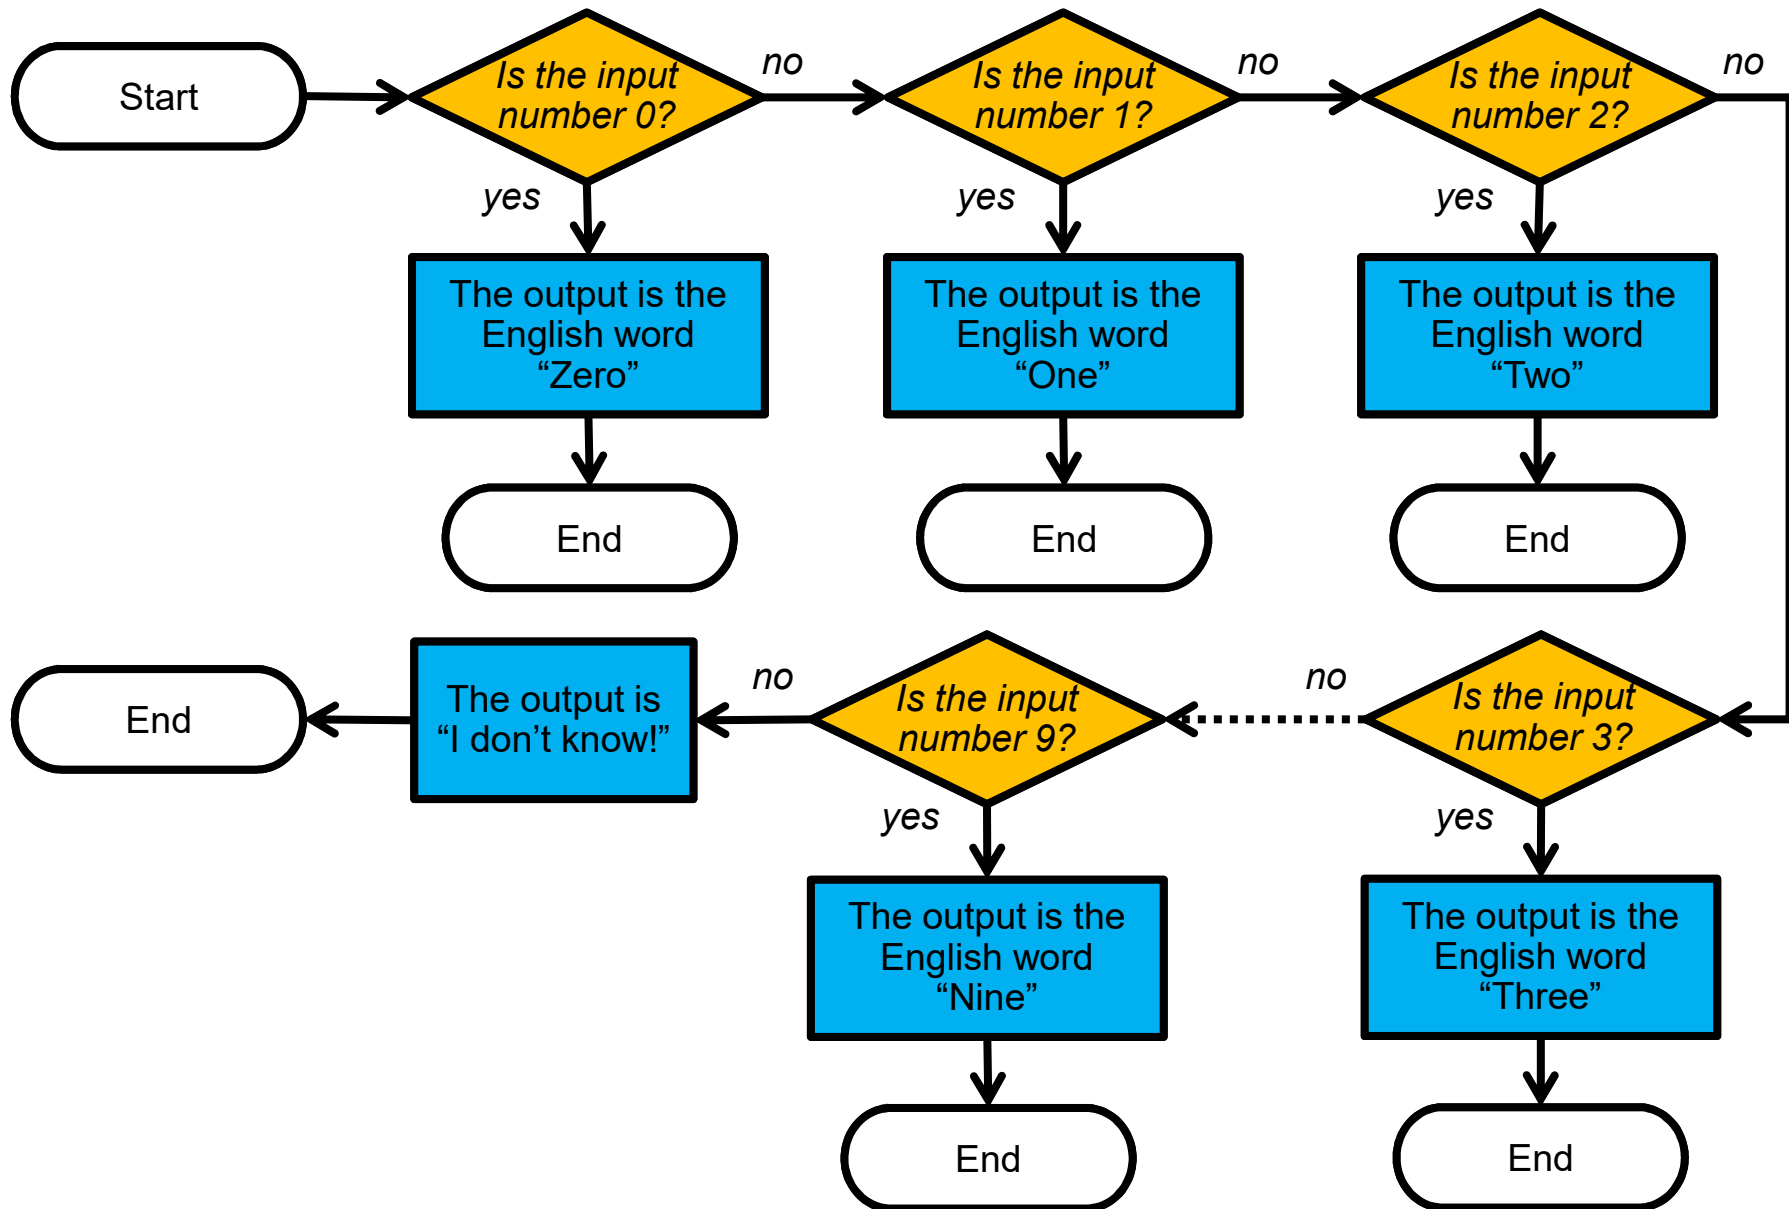 Start
Is the input
number 0?
no
Is the input
number 1?
no
Is the input
number 2?
no
yes
yes
yes
The output is the
English word
“Zero”
The output is the
English word
“One”
The output is the
English word
“Two”
End
End
End
End
The output is
“I don’t know!”
no
Is the input
number 9?
no
Is the input
number 3?
yes
yes
The output is the
English word
“Nine”
The output is the
English word
“Three”
End
End